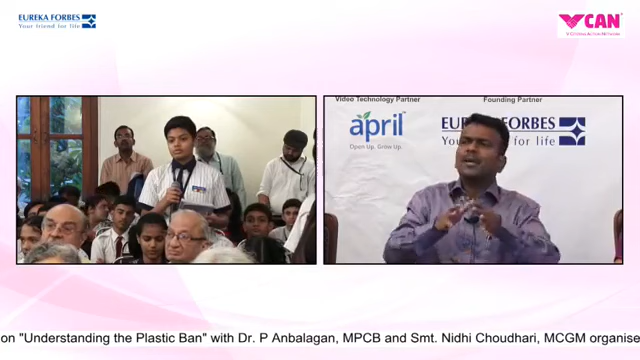 EUREKA FORBES
Your friend for life
VCAN
V Citizens Action Network
Video Technology Partner
Founding Partner
april
Open Up. Grow Up.
EUREKA FORBES
Your friend for life
on "Understanding the Plastic Ban" with Dr. P Anbalagan, MPCB and Smt. Nidhi Choudhari, MCGM organise